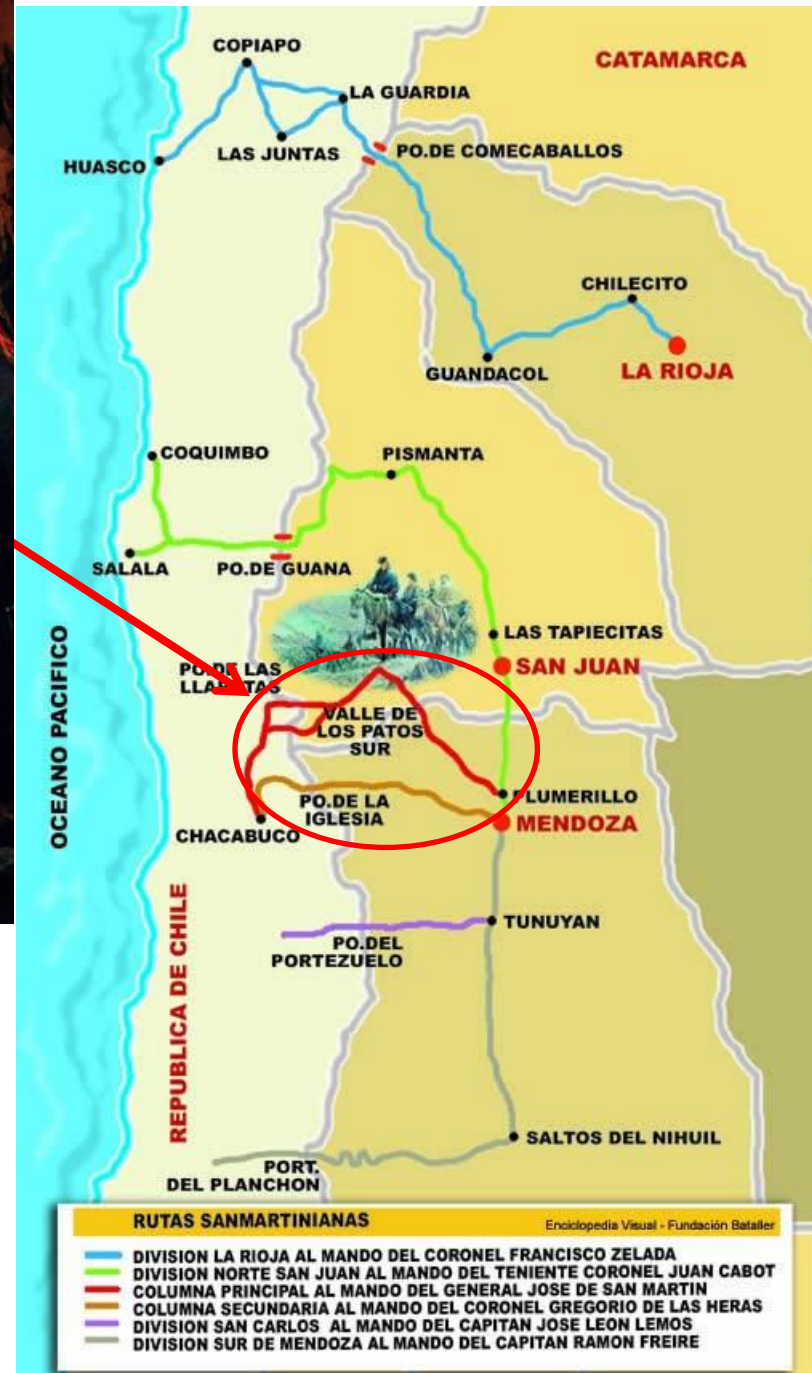 COPIAPO
CATAMARCA
LA GUARDIA
LAS JUNTAS
PO.DE COMECABALLOS
HUASCO
CHILECITO
GUANDACOL
LA RIOJA
COQUIMBO
PISMANTA
SALALA
PO.DE GUANA
LAS TAPIECITAS
SAN JUAN
PO.DE LAS
VALLE DE
LOS PATOS
SUR
PLUMERILLO
PO.DE LA
IGLESIA
MENDOZA
CHACABUCO
OCEANO PACIFICO
TUNUYAN
PO.DEL
PORTEZUELO
REPUBLICA DE CHILE
SALTOS DEL NIHUIL
PORT.
DEL PLANCHON
RUTAS SANMARTINIANAS
Enciclopedia Visual - Fundación Bataller
DIVISION LA RIOJA AL MANDO DEL CORONEL FRANCISCO ZELADA
DIVISION NORTE SAN JUAN AL MANDO DEL TENIENTE CORONEL JUAN CABOT
COLUMNA PRINCIPAL AL MANDO DEL GENERAL JOSE DE SAN MARTIN
COLUMNA SECUNDARIA AL MANDO DEL CORONEL GREGORIO DE LAS HERAS
DIVISION SAN CARLOS AL MANDO DEL CAPITAN JOSE LEON LEMOS
DIVISION SUR DE MENDOZA AL MANDO DEL CAPITAN RAMON FREIRE